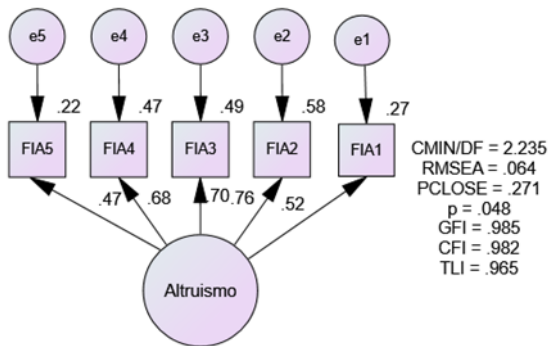 e5 e4 e3 e2 e1
.22 .47 .49 .58 .27
FIA5 FIA4 FIA3 FIA2 FIA1
.47 .68 .70 .76 .52
Altruismo
CMIN/DF = 2.235
RMSEA = .064
PCLOSE = .271
p = .048
GFI = .985
CFI = .982
TLI = .965